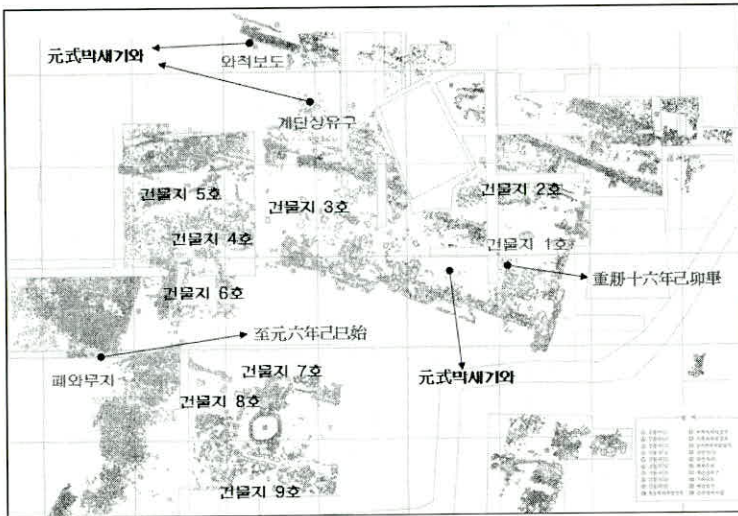 元式막새기와
와적보도
계단상유구
건물지 5호
건물지 3호
건물지 2호
건물지 4호
건물지 1호
건물지 6호
重勝十六年己卯畢
至元六年己巳始
폐와무지
건물지 7호
元式막새기와
건물지 8호
건물지 9호